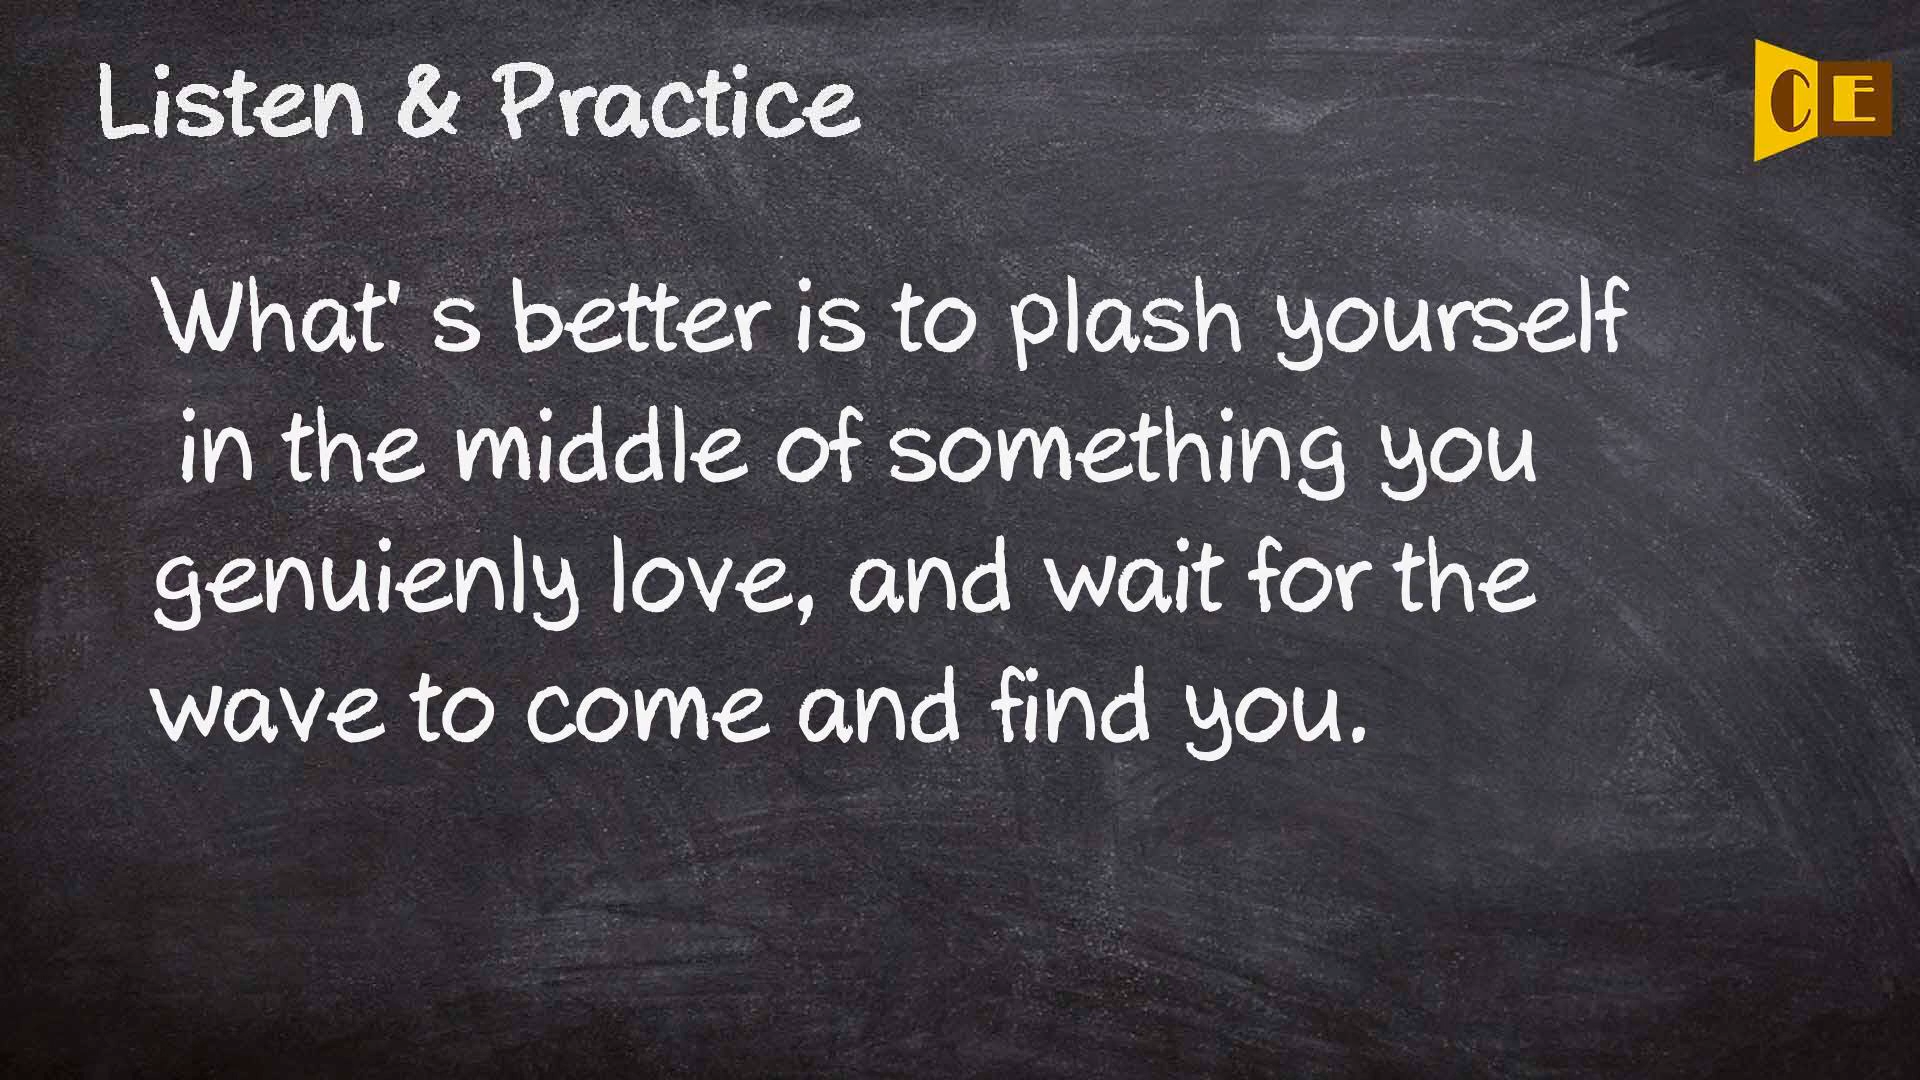 Listen & Practice
CE
What' s better is to plash yourself
in the middle of something you
genuienly love, and wait for the
wave to come and find you.